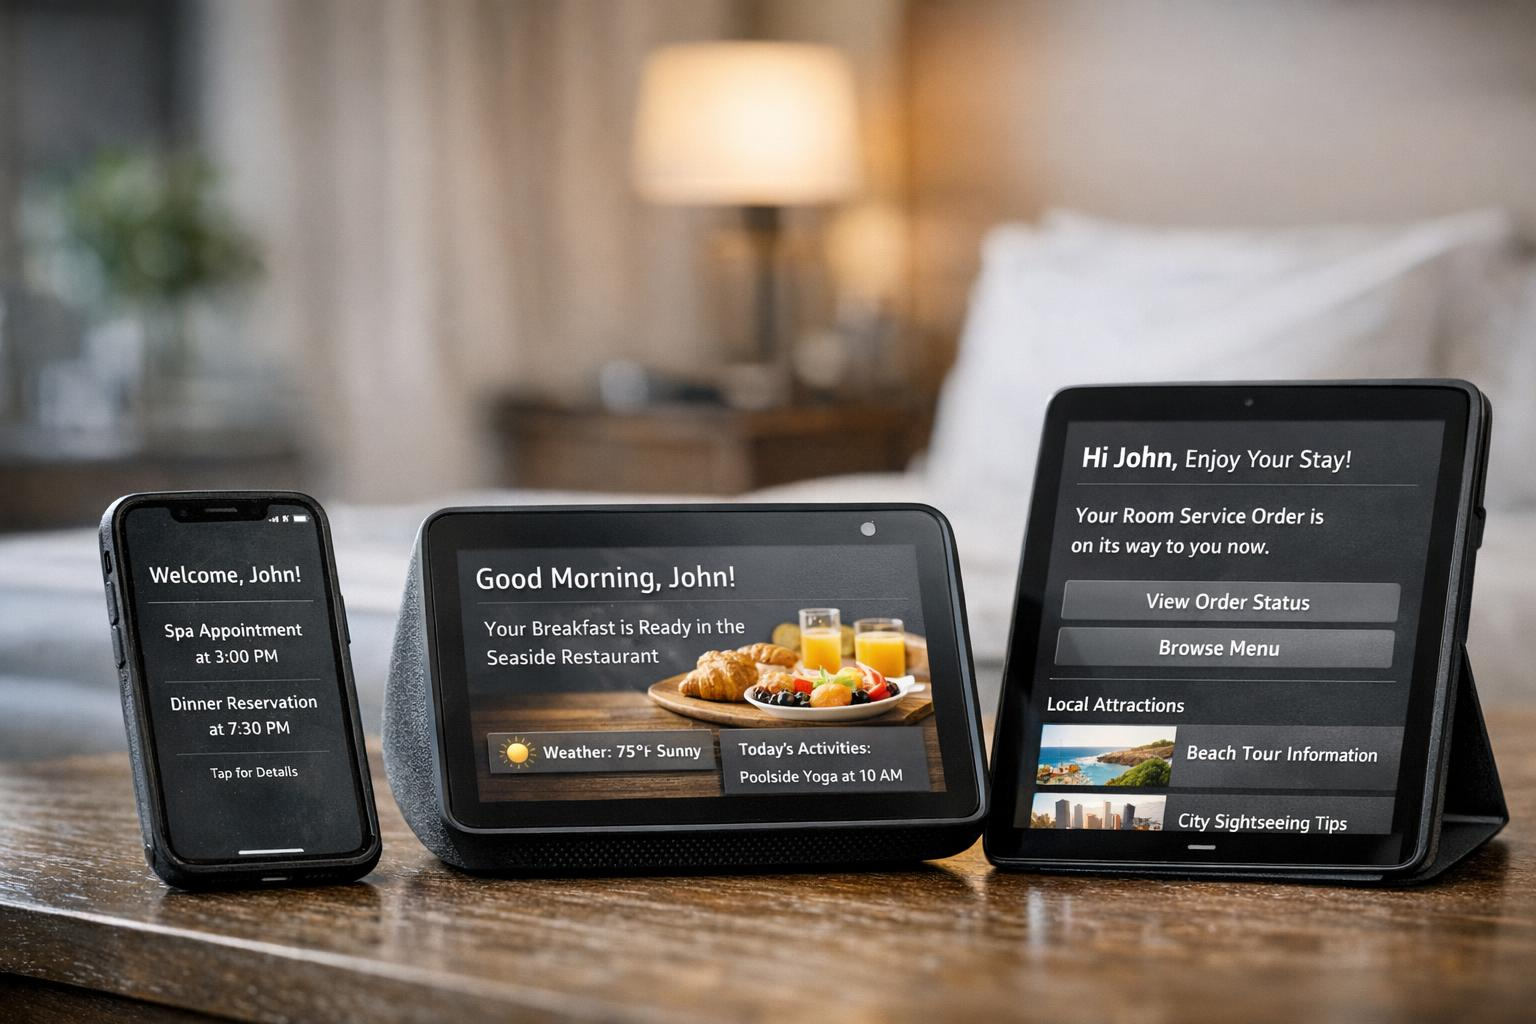 Welcome, John!
Spa Appointment
at 3:00 PM
Dinner Reservation
at 7:30 PM
Tap for Details
Good Morning, John!
Your Breakfast is Ready in the
Seaside Restaurant
Weather: 75°F Sunny
Today's Activities:
Poolside Yoga at 10 AM
Hi John, Enjoy Your Stay!
Your Room Service Order is
on its way to you now.
View Order Status
Browse Menu
Local Attractions
Beach Tour Information
City Sightseeing Tips